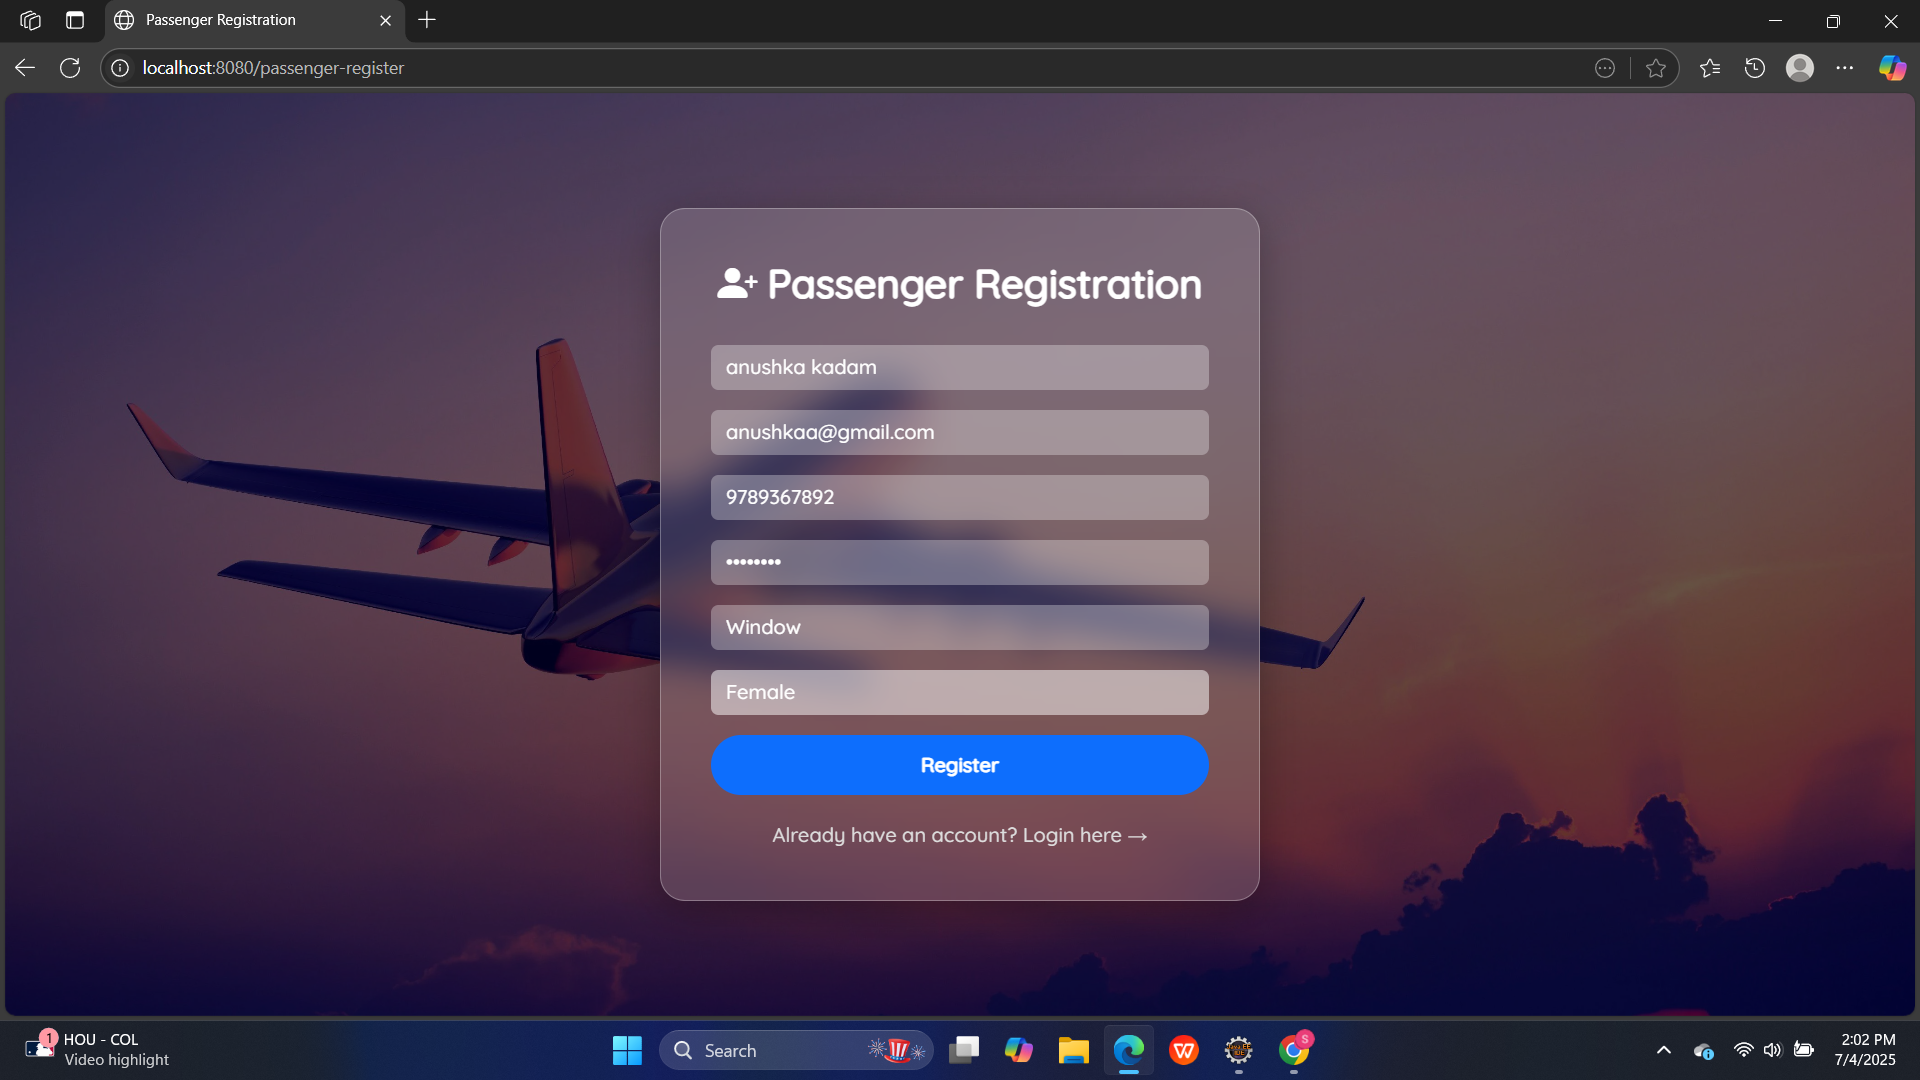 Passenger Registration
localhost:8080/passenger-register
Passenger Registration
anushka kadam
anushkaa@gmail.com
9789367892
••••••••
Window
Female
Register
Already have an account? Login here →
1
HOU - COL
Video highlight
Search
W
S
2:02 PM
7/4/2025